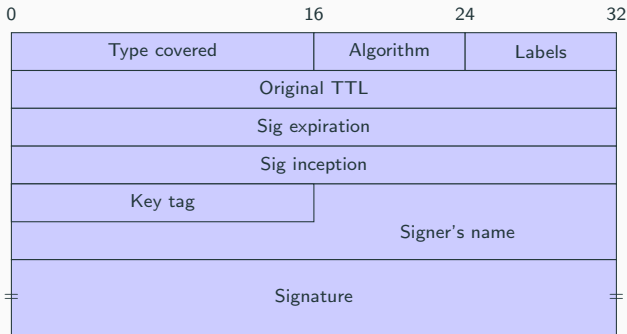 0 16 24 32
Type covered Algorithm Labels
Original TTL
Sig expiration
Sig inception
Key tag
Signer's name
= Signature =